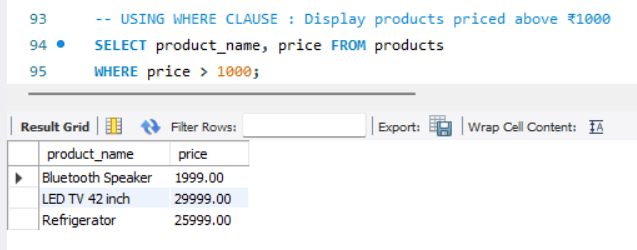 93 -- USING WHERE CLAUSE : Display products priced above ₹1000
94 SELECT product_name, price FROM products
95 WHERE price > 1000;
Result Grid Filter Rows: Export: Wrap Cell Content: IA
product_name price
Bluetooth Speaker 1999.00
LED TV 42 inch 29999.00
Refrigerator 25999.00